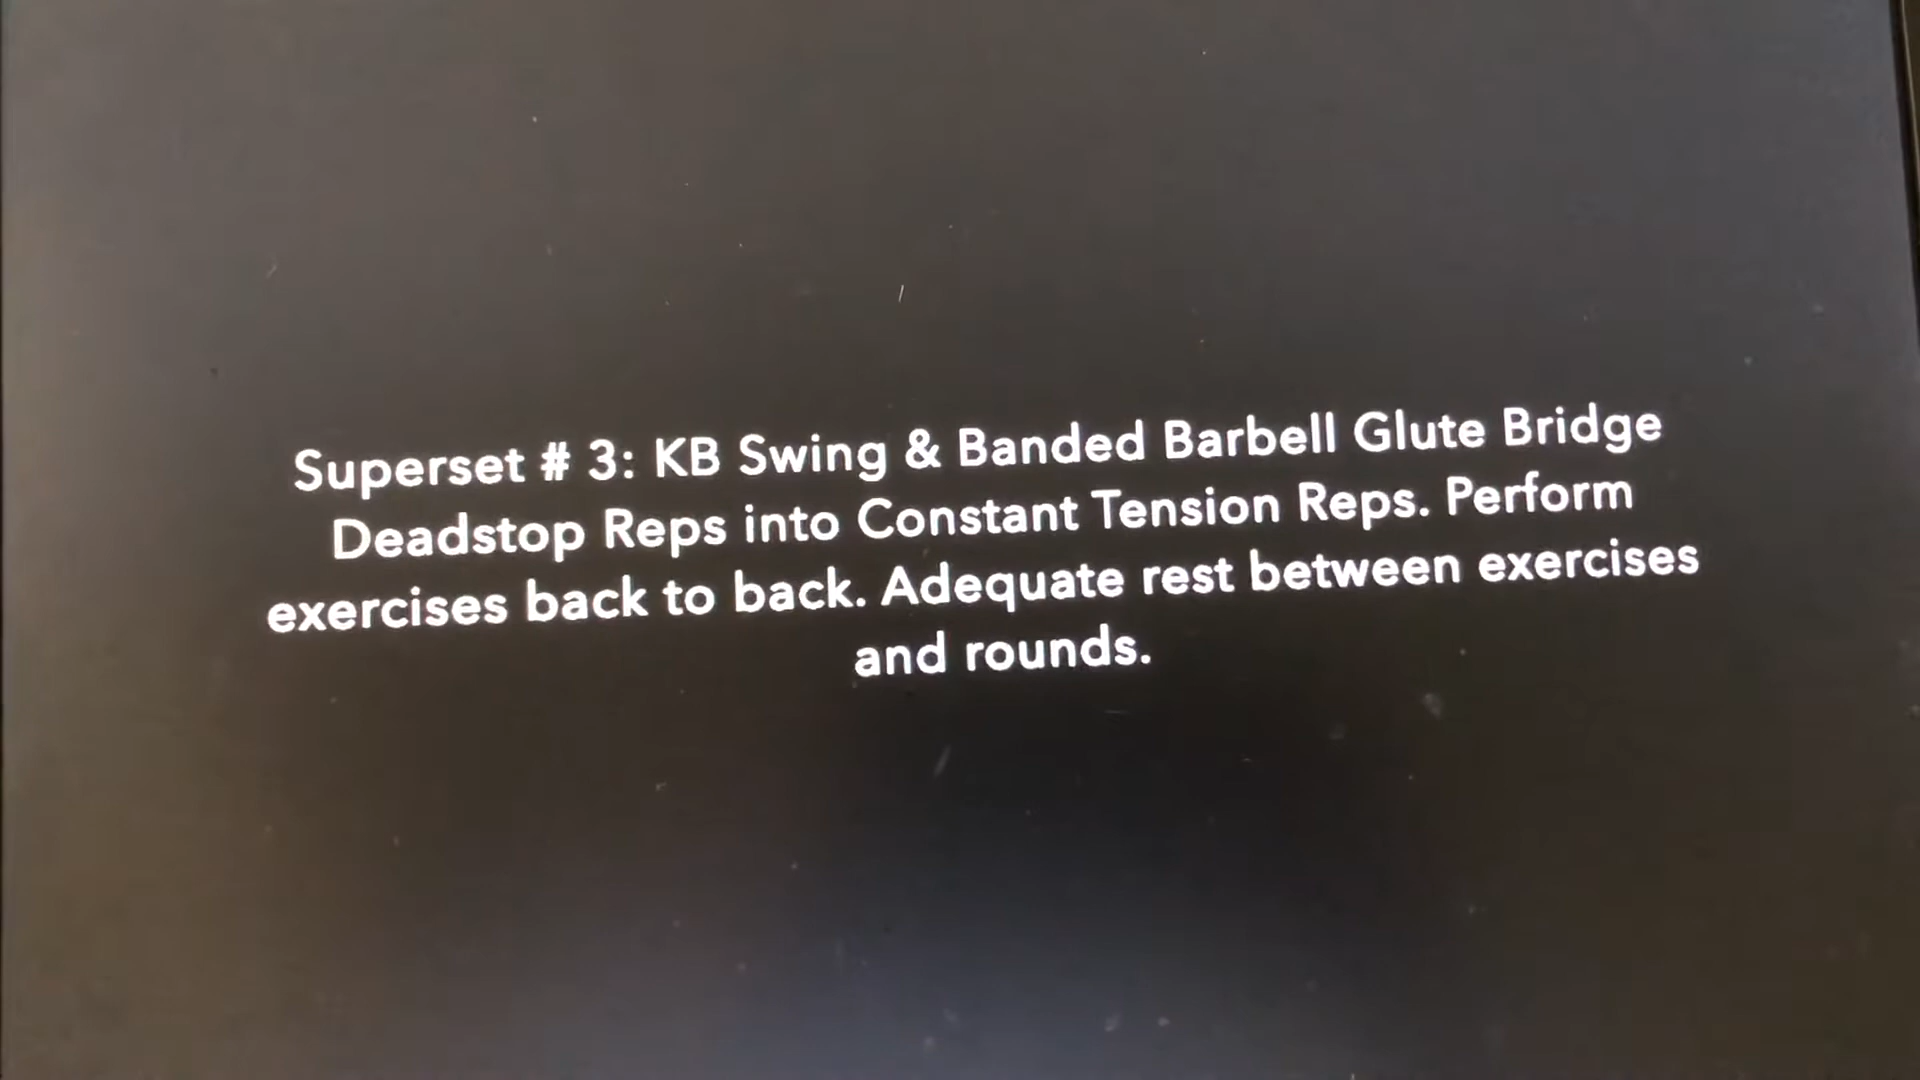 Superset # 3: KB Swing & Banded Barbell Glute Bridge
Deadstop Reps into Constant Tension Reps. Perform
exercises back to back. Adequate rest between exercises
and rounds.